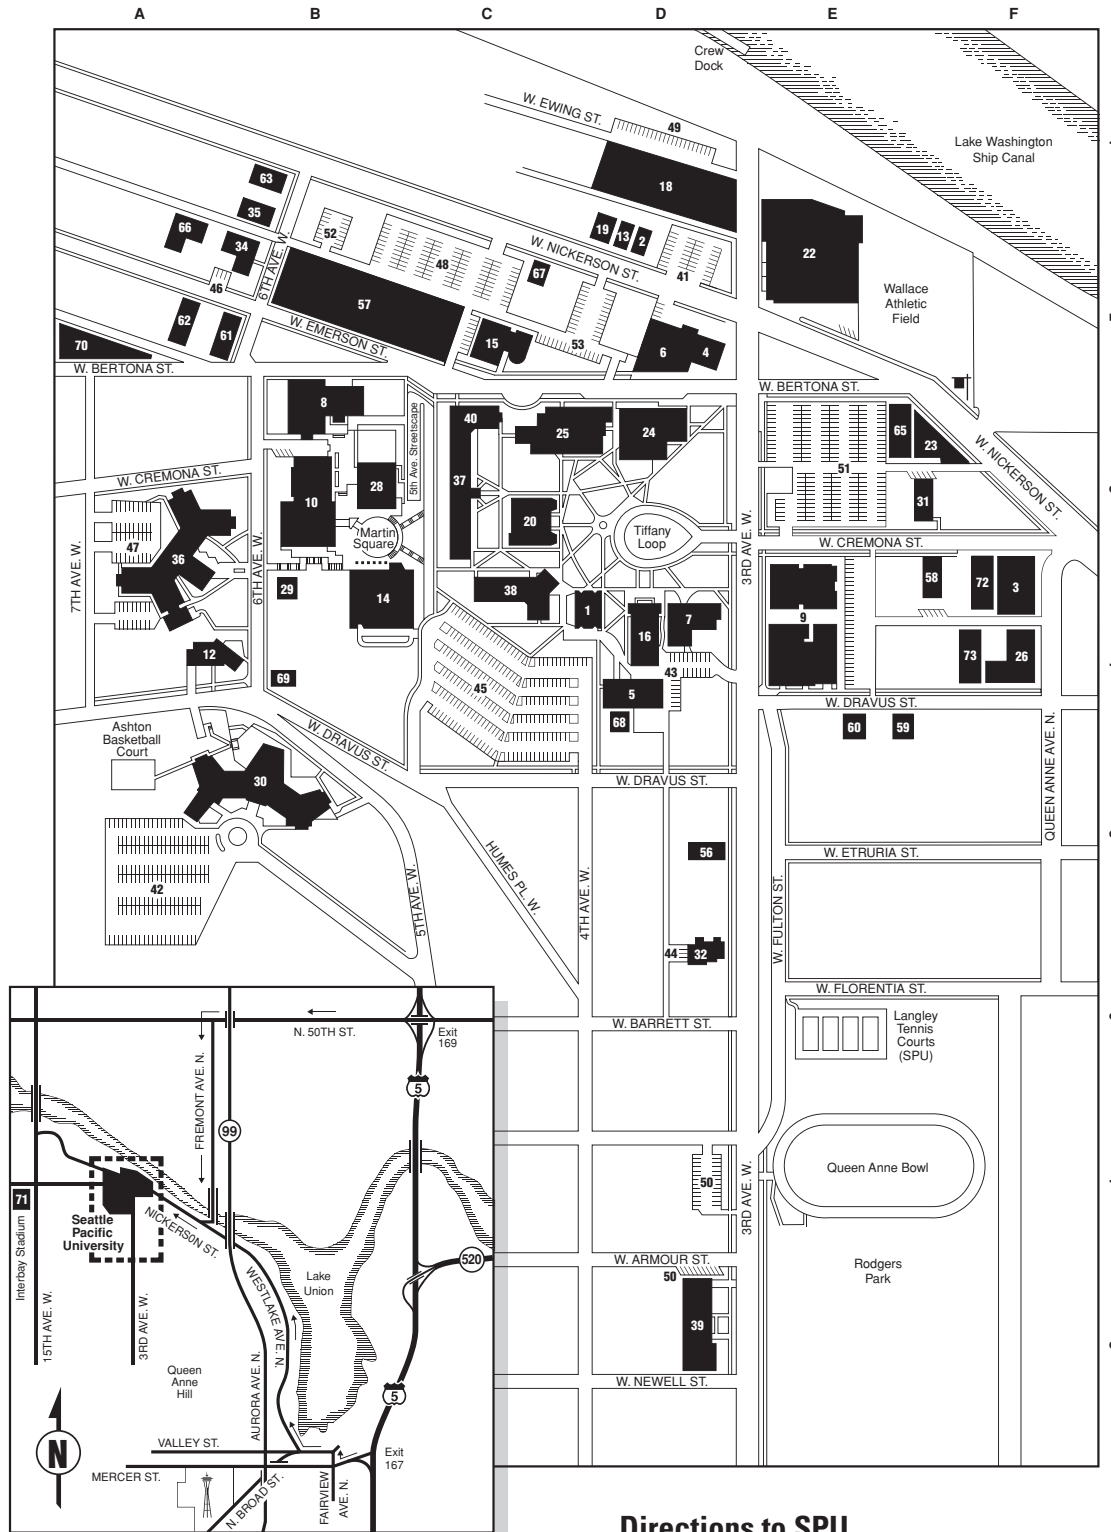 A
B
C
D
E
F
Crew
Dock
W. EWING ST.
49
Lake Washington
Ship Canal
63
18
35
66
52
34
19
13
2
W. NICKERSON ST.
6TH AVE. W.
48
67
41
22
46
57
Wallace
Athletic
Field
62
61
W. EMERSON ST.
15
53
6
4
70
W. BERTONA ST.
W. BERTONA ST.
8
40
25
24
65
23
5th Ave. Streetscape
W. NICKERSON ST.
W. CREMONA ST.
37
51
10
28
31
20
Martin
Square
Tiffany
Loop
47
36
7TH AVE. W.
6TH AVE. W.
3RD AVE. W.
W. CREMONA ST.
29
14
38
1
58
72
3
16
7
9
12
43
73
26
69
45
5
68
W. DRAVUS ST.
60
59
Ashton
Basketball
Court
W. DRAVUS ST.
30
W. DRAVUS ST.
QUEEN ANNE AVE. N.
42
HUMES PL. W.
56
W. ETRURIA ST.
5TH AVE. W.
4TH AVE. W.
W. FULTON ST.
44
32
W. FLORENTIA ST.
W. BARRETT ST.
Langley
Tennis
Courts
(SPU)
N. 50TH ST.
Exit
169
FREMONT AVE. N.
5
99
50
3RD AVE. W.
Queen Anne Bowl
71
Seattle
Pacific
University
NICKERSON ST.
Interbay Stadium
520
W. ARMOUR ST.
50
Rodgers
Park
Lake
Union
WESTLAKE AVE. N.
39
15TH AVE. W.
3RD AVE. W.
Queen
Anne
Hill
AURORA AVE. N.
W. NEWELL ST.
5
N
VALLEY ST.
Exit
167
MERCER ST.
N. BROAD ST.
FAIRVIEW
AVE. N.
Directions to SPU